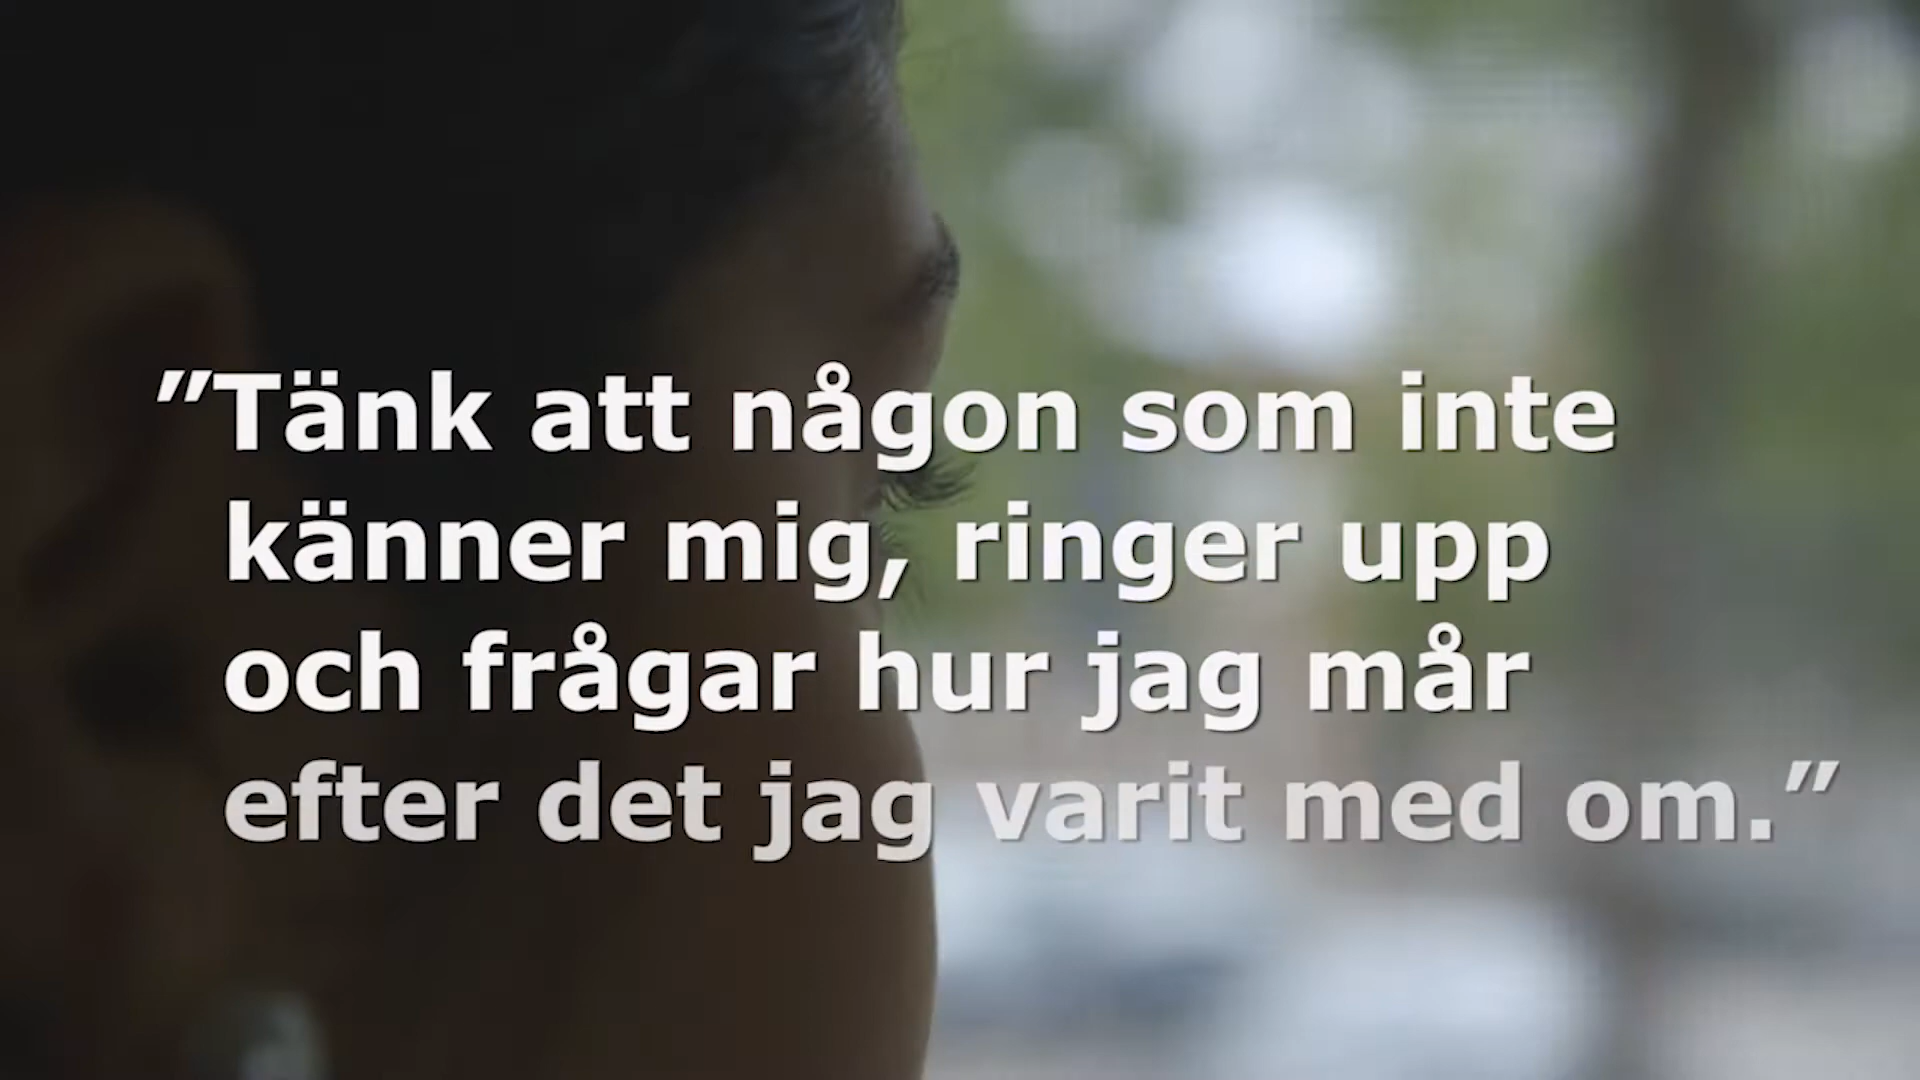 ”Tänk att någon som inte
känner mig, ringer upp
och frågar hur jag mår
efter det jag varit med om.”